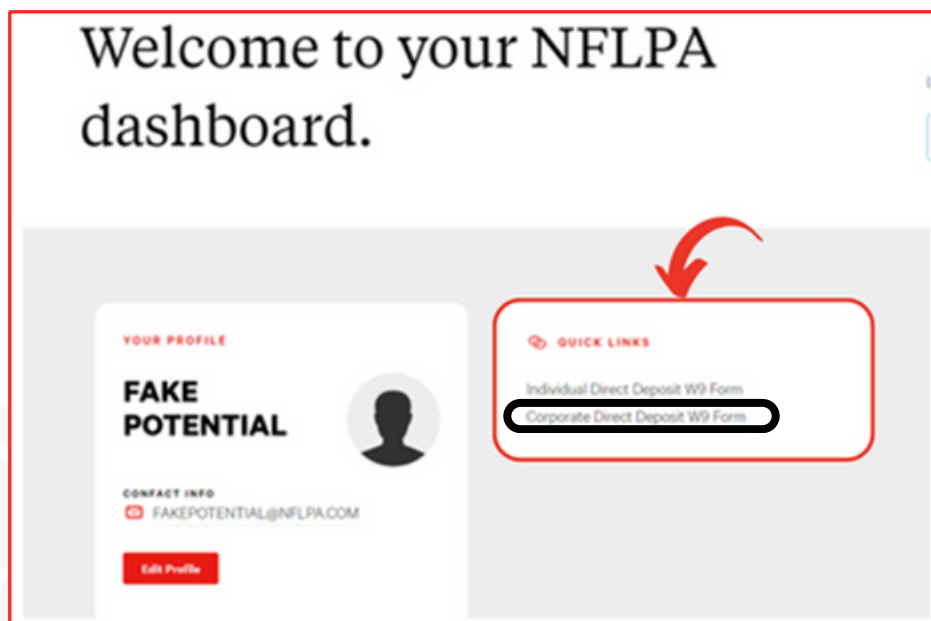 Welcome to your NFLPA
dashboard.
YOUR PROFILE
FAKE
POTENTIAL
CONTACT INFO
FAKEPOTENTIAL@NFLPA.COM
Edit Profile
QUICK LINKS
Individual Direct Deposit W9 Form
Corporate Direct Deposit W9 Form